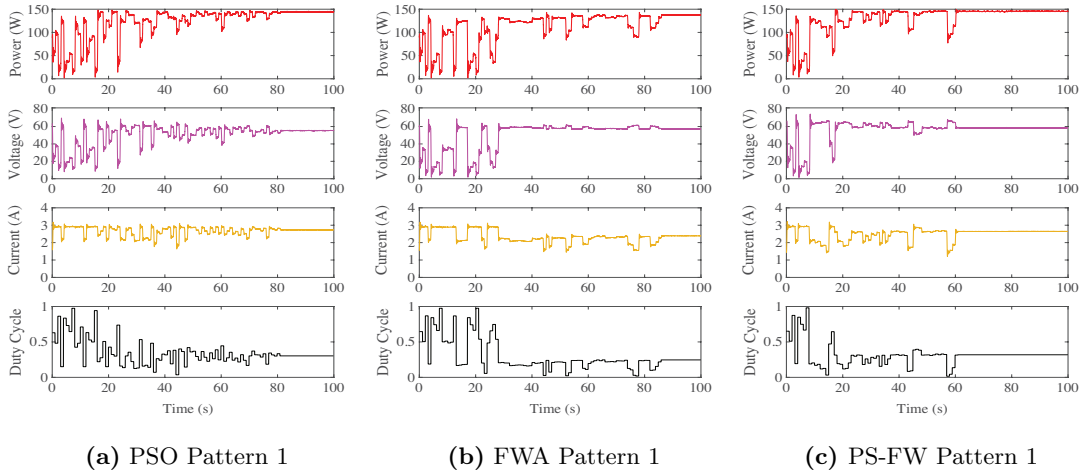 150
100
50
0
Power (W)
0 20 40 60 80 100
80
60
40
20
0
Voltage (V)
0 20 40 60 80 100
4
3
2
1
0
Current (A)
0 20 40 60 80 100
1
0.5
0
Duty Cycle
0 20 40 60 80 100
Time (s)
(a) PSO Pattern 1
150
100
50
0
Power (W)
0 20 40 60 80 100
80
60
40
20
0
Voltage (V)
0 20 40 60 80 100
4
3
2
1
0
Current (A)
0 20 40 60 80 100
1
0.5
0
Duty Cycle
0 20 40 60 80 100
Time (s)
(b) FWA Pattern 1
150
100
50
0
Power (W)
0 20 40 60 80 100
80
60
40
20
0
Voltage (V)
0 20 40 60 80 100
4
3
2
1
0
Current (A)
0 20 40 60 80 100
1
0.5
0
Duty Cycle
0 20 40 60 80 100
Time (s)
(c) PS-FW Pattern 1